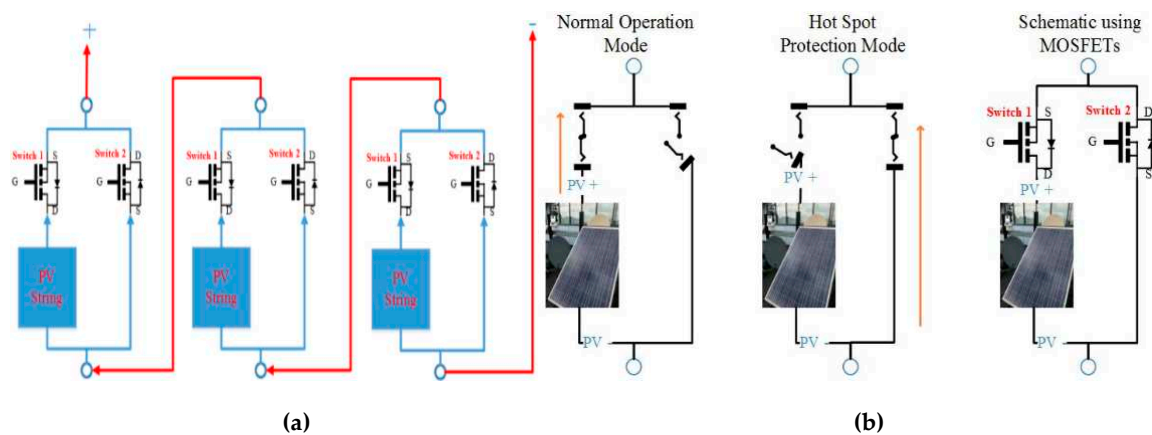 +
-
Switch 1
S
Switch 2
D
G
G
D
S
PV
String
Switch 1
S
Switch 2
D
G
G
D
S
PV
String
Switch 1
S
Switch 2
D
G
G
D
S
PV
String
(a)
Normal Operation
Mode
PV +
PV -
Hot Spot
Protection Mode
PV +
PV -
Schematic using
MOSFETs
Switch 1
S
Switch 2
D
G
G
D
S
PV +
PV -
(b)